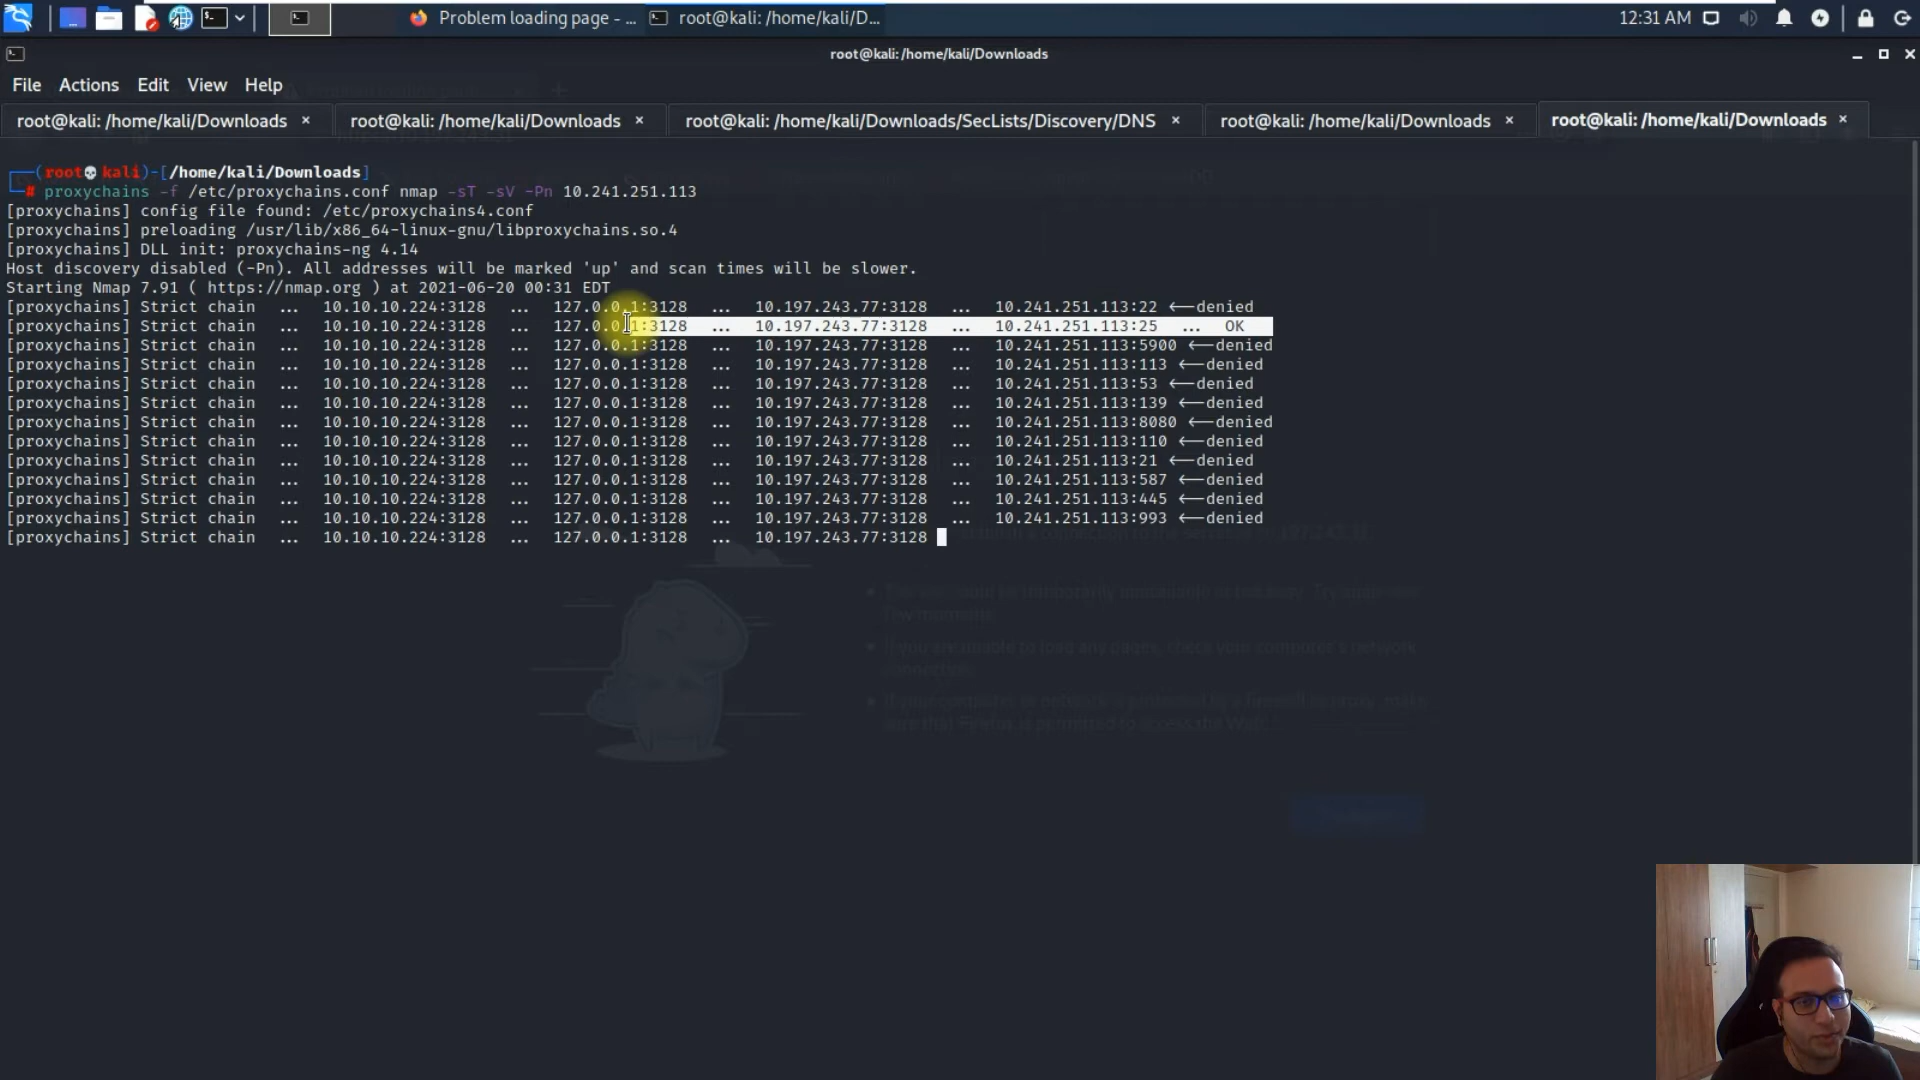 Problem loading page - ...
root@kali: /home/kali/D...
12:31 AM
root@kali:/home/kali/Downloads
File Actions Edit View Help
root@kali: /home/kali/Downloads × root@kali: /home/kali/Downloads × root@kali: /home/kali/Downloads/SecLists/Discovery/DNS × root@kali: /home/kali/Downloads × root@kali: /home/kali/Downloads ×
┌──(root💀kali)-[/home/kali/Downloads]
└─# proxychains -f /etc/proxychains.conf nmap -sT -sV -Pn 10.241.251.113
[proxychains] config file found: /etc/proxychains4.conf
[proxychains] preloading /usr/lib/x86_64-linux-gnu/libproxychains.so.4
[proxychains] DLL init: proxychains-ng 4.14
Host discovery disabled (-Pn). All addresses will be marked 'up' and scan times will be slower.
Starting Nmap 7.91 ( https://nmap.org ) at 2021-06-20 00:31 EDT
[proxychains] Strict chain ... 10.10.10.224:3128 ... 127.0.0.1:3128 ... 10.197.243.77:3128 ... 10.241.251.113:22 <--denied
[proxychains] Strict chain ... 10.10.10.224:3128 ... 127.0.0.1:3128 ... 10.197.243.77:3128 ... 10.241.251.113:25 ... OK
[proxychains] Strict chain ... 10.10.10.224:3128 ... 127.0.0.1:3128 ... 10.197.243.77:3128 ... 10.241.251.113:5900 <--denied
[proxychains] Strict chain ... 10.10.10.224:3128 ... 127.0.0.1:3128 ... 10.197.243.77:3128 ... 10.241.251.113:113 <--denied
[proxychains] Strict chain ... 10.10.10.224:3128 ... 127.0.0.1:3128 ... 10.197.243.77:3128 ... 10.241.251.113:53 <--denied
[proxychains] Strict chain ... 10.10.10.224:3128 ... 127.0.0.1:3128 ... 10.197.243.77:3128 ... 10.241.251.113:139 <--denied
[proxychains] Strict chain ... 10.10.10.224:3128 ... 127.0.0.1:3128 ... 10.197.243.77:3128 ... 10.241.251.113:8080 <--denied
[proxychains] Strict chain ... 10.10.10.224:3128 ... 127.0.0.1:3128 ... 10.197.243.77:3128 ... 10.241.251.113:110 <--denied
[proxychains] Strict chain ... 10.10.10.224:3128 ... 127.0.0.1:3128 ... 10.197.243.77:3128 ... 10.241.251.113:21 <--denied
[proxychains] Strict chain ... 10.10.10.224:3128 ... 127.0.0.1:3128 ... 10.197.243.77:3128 ... 10.241.251.113:587 <--denied
[proxychains] Strict chain ... 10.10.10.224:3128 ... 127.0.0.1:3128 ... 10.197.243.77:3128 ... 10.241.251.113:445 <--denied
[proxychains] Strict chain ... 10.10.10.224:3128 ... 127.0.0.1:3128 ... 10.197.243.77:3128 ... 10.241.251.113:993 <--denied
[proxychains] Strict chain ... 10.10.10.224:3128 ... 127.0.0.1:3128 ... 10.197.243.77:3128